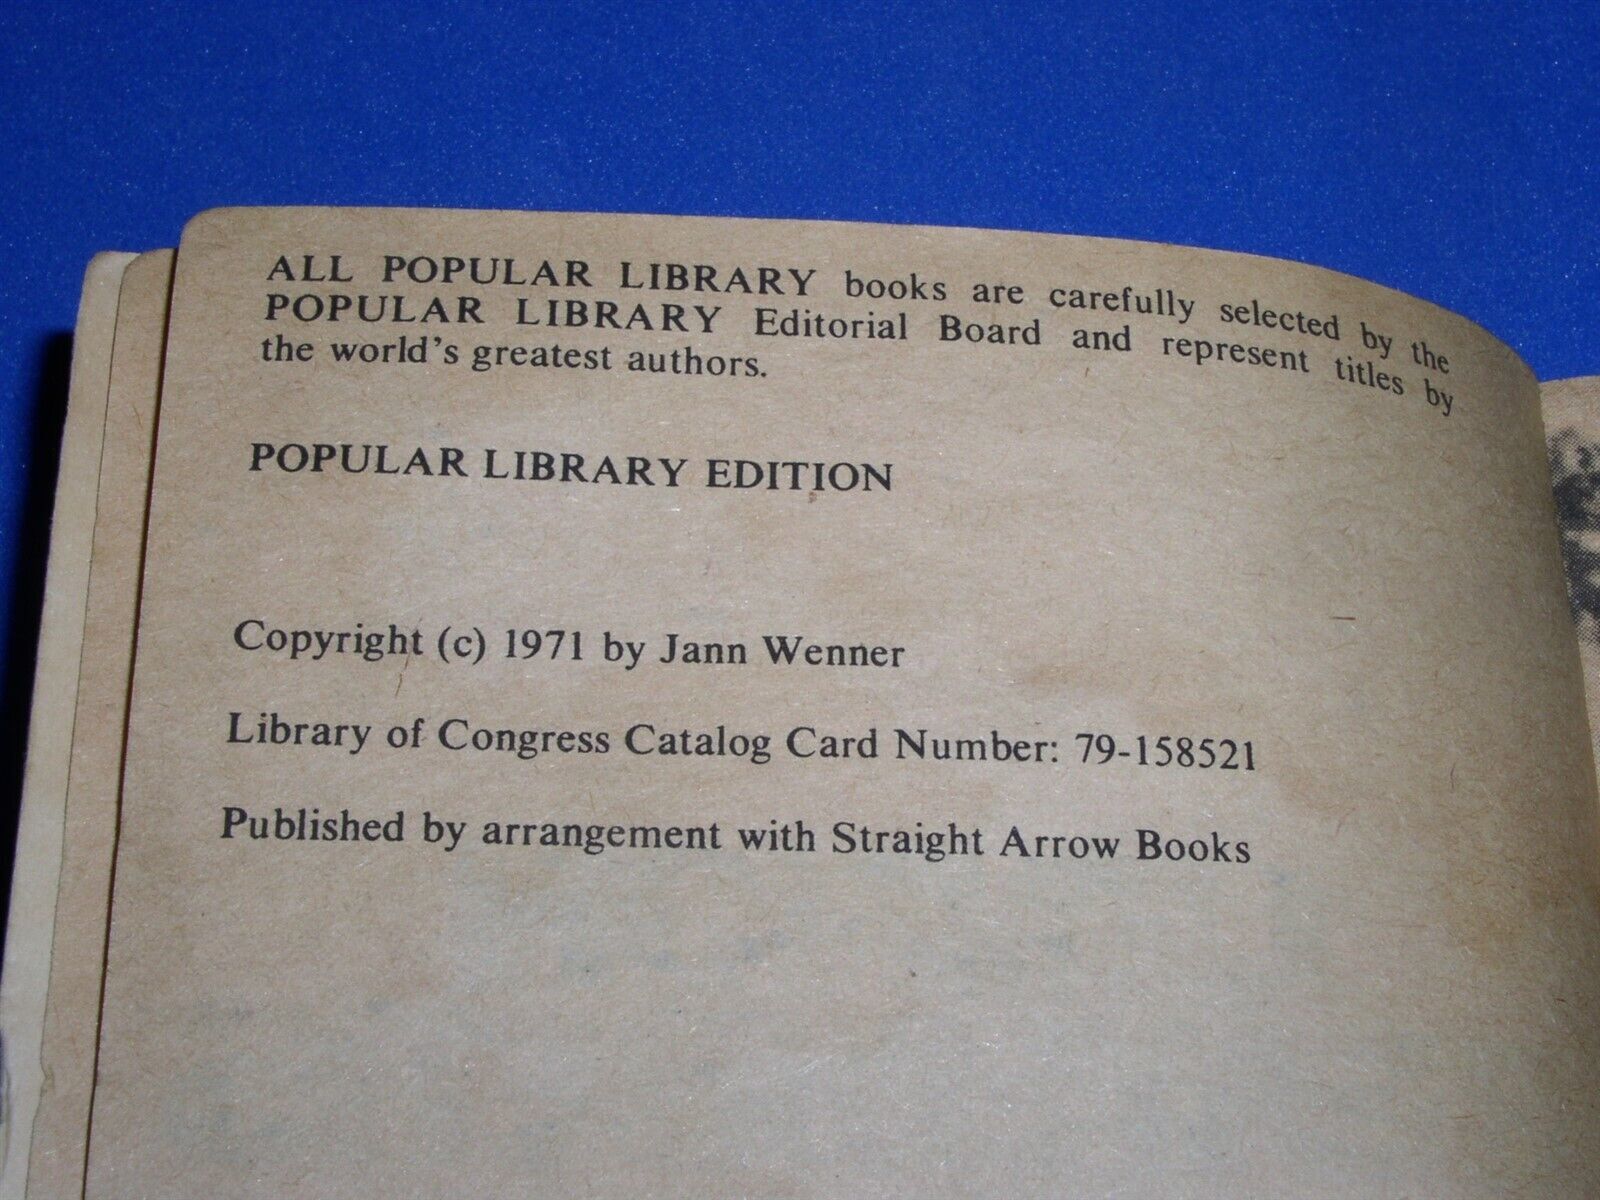 ALL POPULAR LIBRARY books are carefully selected by the
POPULAR LIBRARY Editorial Board and represent titles by
the world's greatest authors.
POPULAR LIBRARY EDITION
Copyright (c) 1971 by Jann Wenner
Library of Congress Catalog Card Number: 79-158521
Published by arrangement with Straight Arrow Books